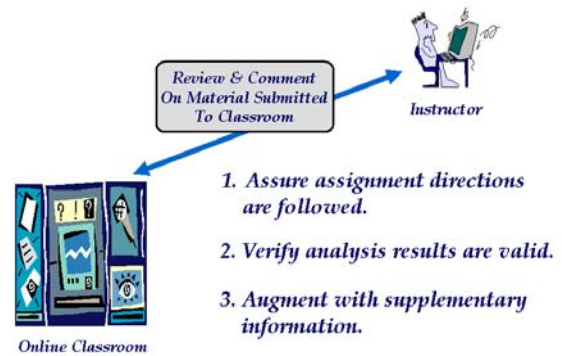 Review & Comment
On Material Submitted
To Classroom
Instructor
1. Assure assignment directions
are followed.
2. Verify analysis results are valid.
3. Augment with supplementary
information.
? ! ?
Online Classroom